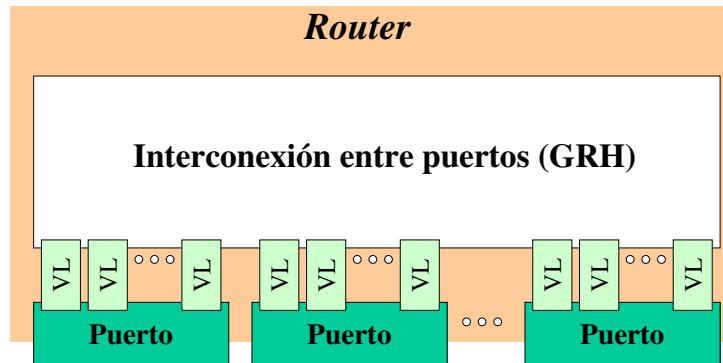 Router
Interconexión entre puertos (GRH)
VL VL VL VL VL VL VL VL VL
Puerto Puerto Puerto